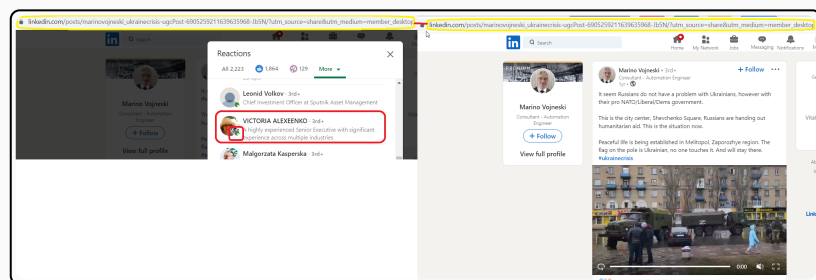 linkedin.com/posts/marinovojneski_ukrainecrisis-ugcPost-6905259211639635968-Jb5N/?utm_source=share&utm_medium=member_desktop
Search
Reactions
All 2,223
1,864
129
More
Leonid Volkov · 3rd+
Chief Investment Officer at Sputnik Asset Management
VICTORIA ALEXEENKO · 3rd+
A highly experienced Senior Executive with significant
experience across multiple industries
Malgorzata Kasperska · 3rd+
Marino Vojneski
Consultant - Automation
Engineer
+ Follow
View full profile
linkedin.com/posts/marinovojneski_ukrainecrisis-ugcPost-6905259211639635968-Jb5N/?utm_source=share&utm_medium=member_desktop
in
Search
Home
My Network
Jobs
Messaging
Notifications
Marino Vojneski
Consultant - Automation
Engineer
+ Follow
View full profile
Marino Vojneski · 3rd+
Consultant - Automation Engineer
1yr
+ Follow
It seem Russians do not have a problem with Ukrainians, however with
their pro NATO/Liberal/Dems government.
This is the city center, Shevchenko Square, Russians are handing out
humanitarian aid. This is the situation now.
Peaceful life is being established in Melitopol, Zaporozhye region. The
flag on the pole is Ukrainian, no one touches it. And will stay there.
#ukrainecrisis
0:00
Vital
Link